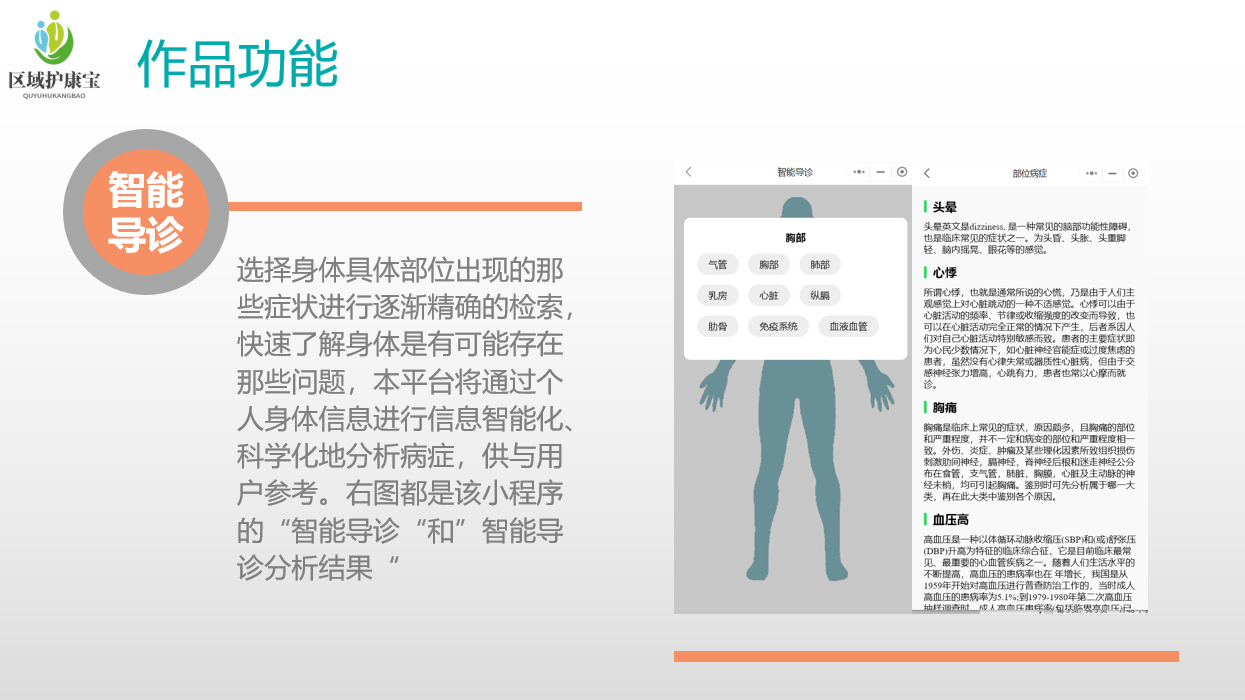 区域护康宝
QUYUHUKANGBAO
作品功能
智能
导诊
选择身体具体部位出现的那
些症状进行逐渐精确的检索，
快速了解身体是有可能存在
那些问题，本平台将通过个
人身体信息进行信息智能化、
科学化地分析病症，供与用
户参考。右图都是该小程序
的“智能导诊“和”智能导
诊分析结果“
智能导诊
胸部
气管 胸部 肺部
乳房 心脏 纵膈
肋骨 免疫系统 血液血管
部位病症
头晕
头晕英文是dizziness, 是一种常见的脑部功能性障碍，
也是临床常见的症状之一。为头昏、头胀、头重脚
轻、脑内摇晃、眼花等的感觉。
心悸
所谓心悸，也就是通常所说的心慌，乃是由于人们主
观感觉上对心脏跳动的一种不适感觉。心悸可以由于
心脏活动的频率、节律或收缩强度的改变而导致，也
可以在心脏活动完全正常的情况下产生，后者系因人
们对自己心脏活动特别敏感而致。患者的主要症状即
为心民少数情况下，如心脏神经官能症或过度焦虑的
患者，虽然没有心律失常或器质性心脏病，但由于交
感神经张力增高，心跳有力，患者也常以心摩而就
诊。
胸痛
胸痛是临床上常见的症状，原因颇多，且胸痛的部位
和严重程度，并不一定和病变的部位和严重程度相一
致。外伤、炎症、肿瘤及某些理化因素所致组织损伤
刺激肋间神经，膈神经，脊神经后根和迷走神经公分
布在食管，支气管，肺脏，胸膜，心脏及主动脉的神
经未梢，均可引起胸痛。鉴别时可先分析属于哪一大
类，再在此大类中鉴别各个原因。
血压高
高血压是一种以体循环动脉收缩压(SBP)和(或)舒张压
(DBP)升高为特征的临床综合征，它是目前临床最常
见、最重要的心血管疾病之一。随着人们生活水平的
不断提高，高血压的患病率也在 年增长，我国是从
1959年开始对高血压进行普查防治工作的，当时成人
高血压的患病率为5.1%;到1979-1980年第二次高血压
抽样调查时，成人高血压患病率(包括临界高血压)已